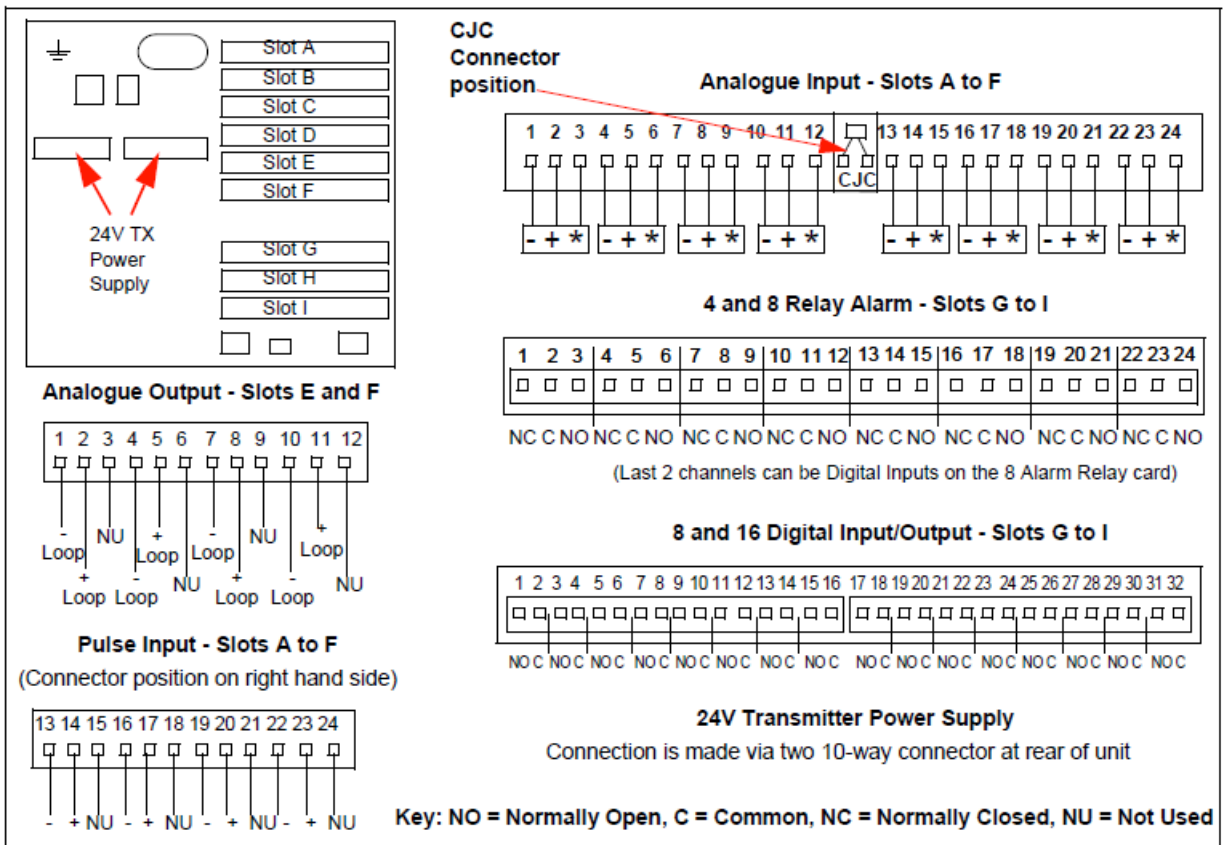 Slot A
Slot B
Slot C
Slot D
Slot E
Slot F
24V TX
Power
Supply
Slot G
Slot H
Slot I
CJC
Connector
position
Analogue Input - Slots A to F
1 2 3 4 5 6 7 8 9 10 11 12 13 14 15 16 17 18 19 20 21 22 23 24
CJC
- + * - + * - + * - + * - + * - + * - + * - + *
4 and 8 Relay Alarm - Slots G to I
1 2 3 4 5 6 7 8 9 10 11 12 13 14 15 16 17 18 19 20 21 22 23 24
NC C NO NC C NO NC C NO NC C NO NC C NO NC C NO NC C NO NC C NO
(Last 2 channels can be Digital Inputs on the 8 Alarm Relay card)
Analogue Output - Slots E and F
1 2 3 4 5 6 7 8 9 10 11 12
- NU + - NU +
Loop Loop Loop Loop
+ - NU + - NU
Loop Loop Loop Loop
8 and 16 Digital Input/Output - Slots G to I
1 2 3 4 5 6 7 8 9 10 11 12 13 14 15 16 17 18 19 20 21 22 23 24 25 26 27 28 29 30 31 32
NO C NO C NO C NO C NO C NO C NO C NO C NO C NO C NO C NO C NO C NO C NO C NO C
Pulse Input - Slots A to F
(Connector position on right hand side)
13 14 15 16 17 18 19 20 21 22 23 24
- + NU - + NU - + NU - + NU
24V Transmitter Power Supply
Connection is made via two 10-way connector at rear of unit
Key: NO = Normally Open, C = Common, NC = Normally Closed, NU = Not Used